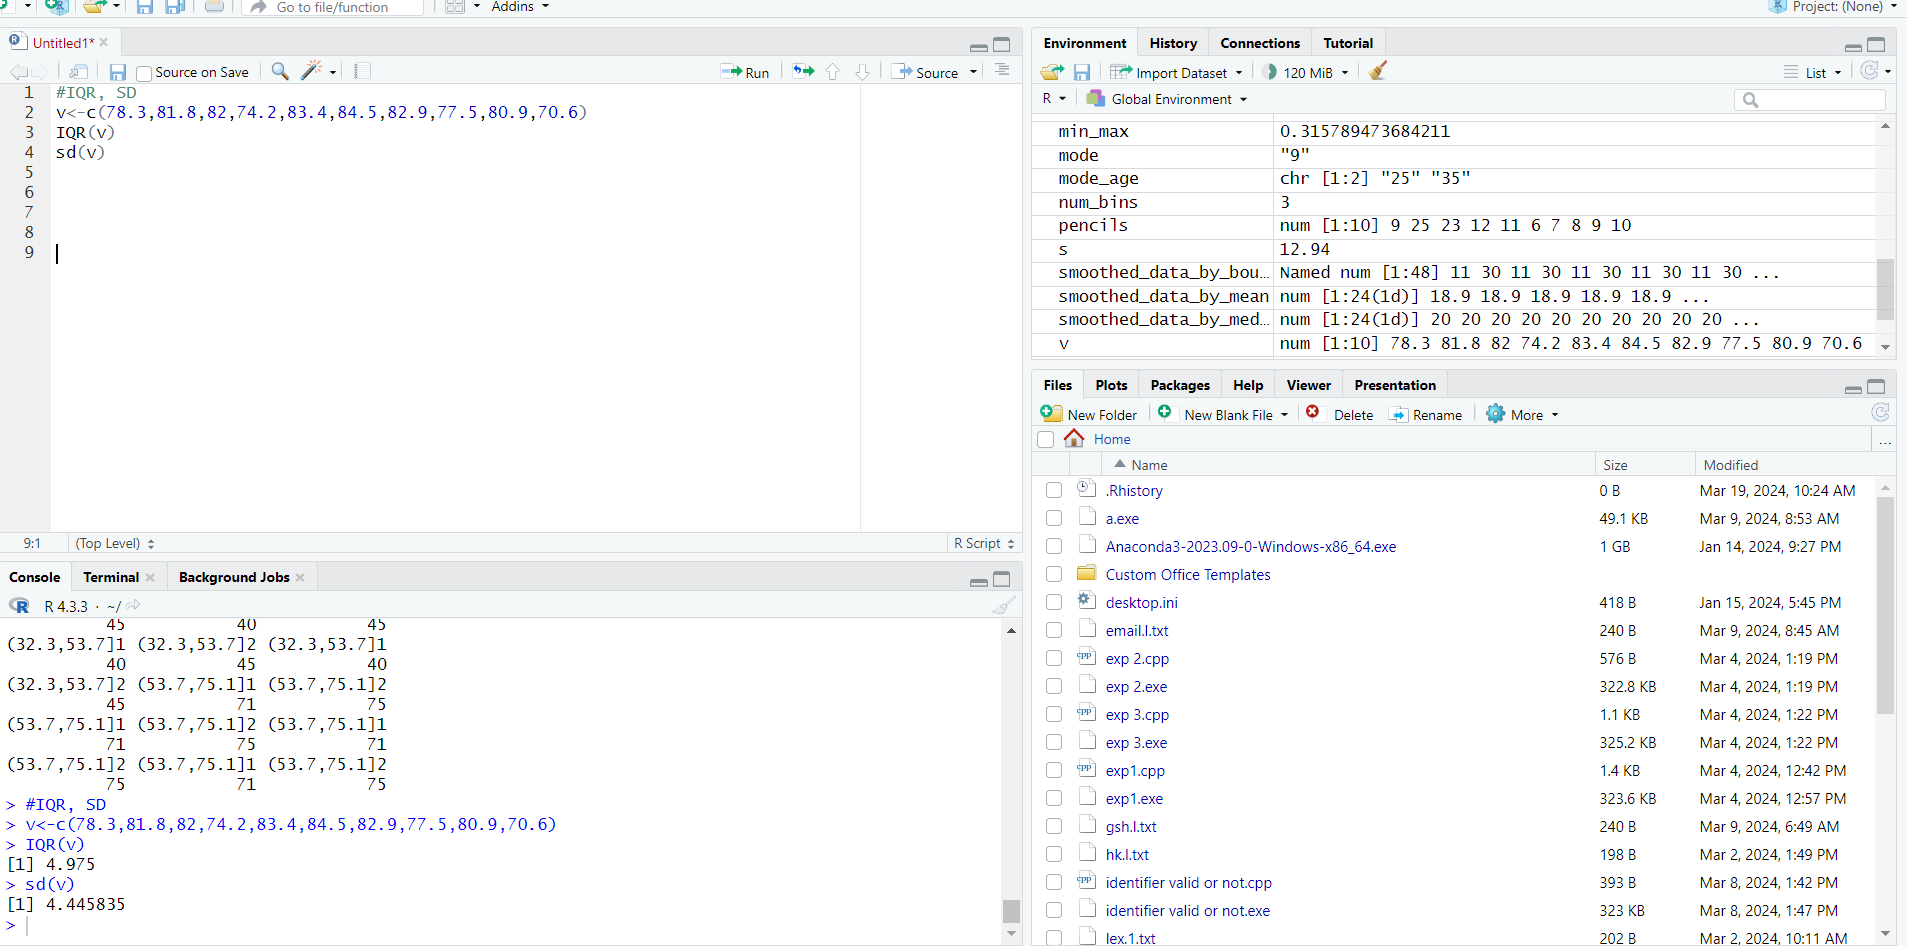 Go to file/function
Addins
Project: (None)
Untitled1*
Source on Save
Run
Source
1 #IQR, SD
2 v<-c(78.3,81.8,82,74.2,83.4,84.5,82.9,77.5,80.9,70.6)
3 IQR(v)
4 sd(v)
5
6
7
8
9
9:1 (Top Level) R Script
Console Terminal Background Jobs
R 4.3.3 · ~/
45 40 45
(32.3,53.7]1 (32.3,53.7]2 (32.3,53.7]1
40 45 40
(32.3,53.7]2 (53.7,75.1]1 (53.7,75.1]2
45 71 75
(53.7,75.1]1 (53.7,75.1]2 (53.7,75.1]1
71 75 71
(53.7,75.1]2 (53.7,75.1]1 (53.7,75.1]2
75 71 75
> #IQR, SD
> v<-c(78.3,81.8,82,74.2,83.4,84.5,82.9,77.5,80.9,70.6)
> IQR(v)
[1] 4.975
> sd(v)
[1] 4.445835
>
Environment History Connections Tutorial
Import Dataset 120 MiB List
R Global Environment
min_max 0.315789473684211
mode "9"
mode_age chr [1:2] "25" "35"
num_bins 3
pencils num [1:10] 9 25 23 12 11 6 7 8 9 10
s 12.94
smoothed_data_by_bou… Named num [1:48] 11 30 11 30 11 30 11 30 11 30 ...
smoothed_data_by_mean num [1:24(1d)] 18.9 18.9 18.9 18.9 18.9 ...
smoothed_data_by_med… num [1:24(1d)] 20 20 20 20 20 20 20 20 20 20 ...
v num [1:10] 78.3 81.8 82 74.2 83.4 84.5 82.9 77.5 80.9 70.6
Files Plots Packages Help Viewer Presentation
New Folder New Blank File Delete Rename More
Home ...
Name Size Modified
.Rhistory 0 B Mar 19, 2024, 10:24 AM
a.exe 49.1 KB Mar 9, 2024, 8:53 AM
Anaconda3-2023.09-0-Windows-x86_64.exe 1 GB Jan 14, 2024, 9:27 PM
Custom Office Templates
desktop.ini 418 B Jan 15, 2024, 5:45 PM
email.l.txt 240 B Mar 9, 2024, 8:45 AM
exp 2.cpp 576 B Mar 4, 2024, 1:19 PM
exp 2.exe 322.8 KB Mar 4, 2024, 1:19 PM
exp 3.cpp 1.1 KB Mar 4, 2024, 1:22 PM
exp 3.exe 325.2 KB Mar 4, 2024, 1:22 PM
exp1.cpp 1.4 KB Mar 4, 2024, 12:42 PM
exp1.exe 323.6 KB Mar 4, 2024, 12:57 PM
gsh.l.txt 240 B Mar 9, 2024, 6:49 AM
hk.l.txt 198 B Mar 2, 2024, 1:49 PM
identifier valid or not.cpp 393 B Mar 8, 2024, 1:42 PM
identifier valid or not.exe 323 KB Mar 8, 2024, 1:47 PM
lex.1.txt 202 B Mar 2, 2024, 10:11 AM